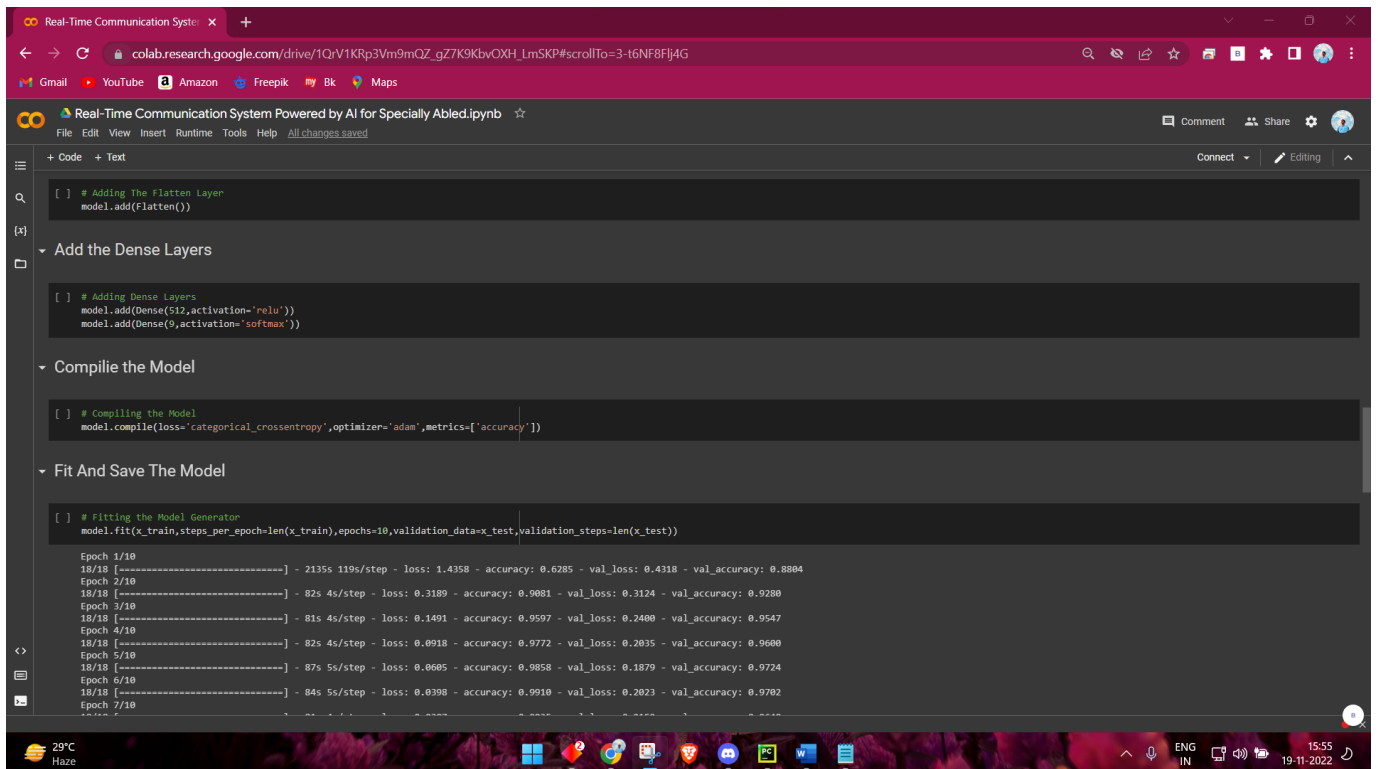 Real-Time Communication Syster
colab.research.google.com/drive/1QrV1KRp3Vm9mQZ_gZ7K9KbvOXH_LmSKP#scrollTo=3-t6NF8Flj4G
B
Gmail YouTube a Amazon Freepik my Bk Maps
Real-Time Communication System Powered by AI for Specially Abled.ipynb
File Edit View Insert Runtime Tools Help All changes saved
Comment Share
+ Code + Text
Connect Editing
[ ] # Adding The Flatten Layer
model.add(Flatten())
{x}
Add the Dense Layers
[ ] # Adding Dense Layers
model.add(Dense(512,activation='relu'))
model.add(Dense(9,activation='softmax'))
Compilie the Model
[ ] # Compiling the Model
model.compile(loss='categorical_crossentropy',optimizer='adam',metrics=['accuracy'])
Fit And Save The Model
[ ] # Fitting the Model Generator
model.fit(x_train,steps_per_epoch=len(x_train),epochs=10,validation_data=x_test,validation_steps=len(x_test))
Epoch 1/10
18/18 [==============================] - 2135s 119s/step - loss: 1.4358 - accuracy: 0.6285 - val_loss: 0.4318 - val_accuracy: 0.8804
Epoch 2/10
18/18 [==============================] - 82s 4s/step - loss: 0.3189 - accuracy: 0.9081 - val_loss: 0.3124 - val_accuracy: 0.9280
Epoch 3/10
18/18 [==============================] - 81s 4s/step - loss: 0.1491 - accuracy: 0.9597 - val_loss: 0.2400 - val_accuracy: 0.9547
Epoch 4/10
18/18 [==============================] - 82s 4s/step - loss: 0.0918 - accuracy: 0.9772 - val_loss: 0.2035 - val_accuracy: 0.9600
Epoch 5/10
18/18 [==============================] - 87s 5s/step - loss: 0.0605 - accuracy: 0.9858 - val_loss: 0.1879 - val_accuracy: 0.9724
Epoch 6/10
18/18 [==============================] - 84s 5s/step - loss: 0.0398 - accuracy: 0.9910 - val_loss: 0.2023 - val_accuracy: 0.9702
Epoch 7/10
B
29°C
Haze
2
PC
W
ENG
IN
15:55
19-11-2022